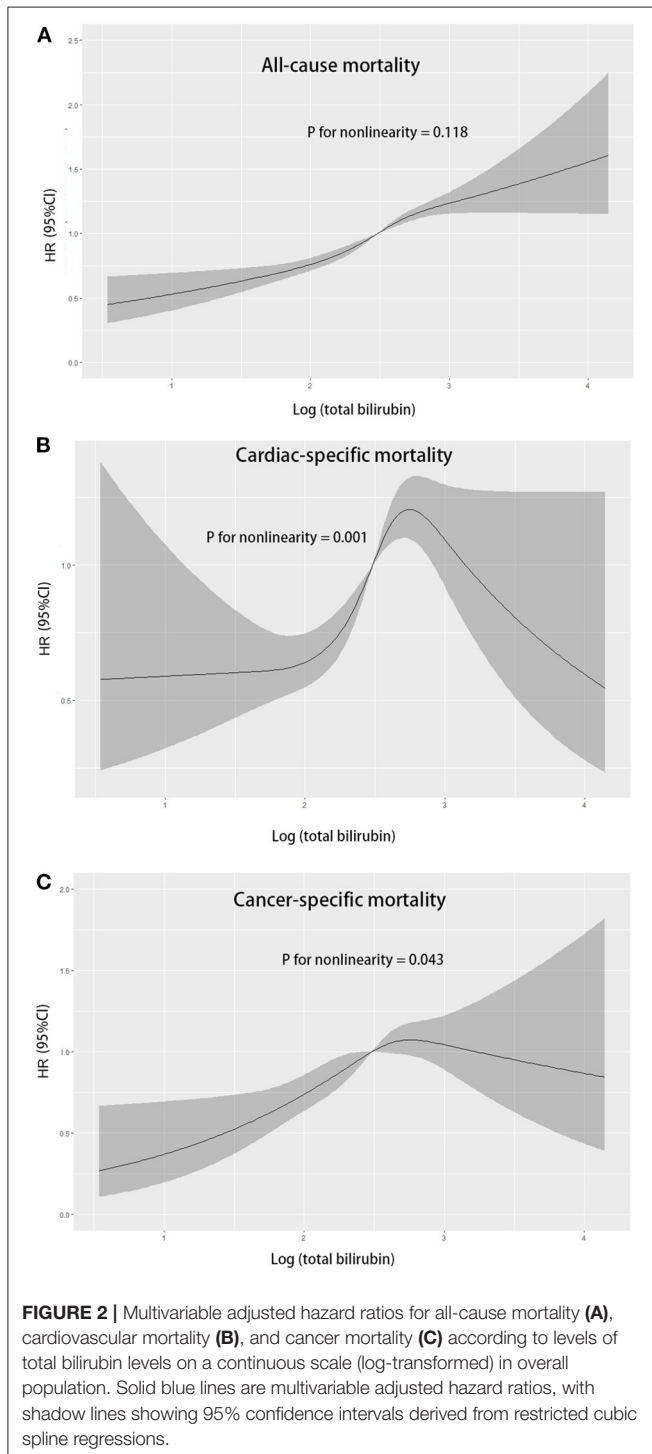 A
All-cause mortality
P for nonlinearity = 0.118
HR (95%CI)
2.5
2.0
1.5
1.0
0.5
0.0
1 2 3 4
Log (total bilirubin)
B
Cardiac-specific mortality
P for nonlinearity = 0.001
HR (95%CI)
1.0
0.5
1 2 3 4
Log (total bilirubin)
C
Cancer-specific mortality
P for nonlinearity = 0.043
HR (95%CI)
2.0
1.5
1.0
0.5
0.0
1 2 3 4
Log (total bilirubin)
FIGURE 2 | Multivariable adjusted hazard ratios for all-cause mortality (A),
cardiovascular mortality (B), and cancer mortality (C) according to levels of
total bilirubin levels on a continuous scale (log-transformed) in overall
population. Solid blue lines are multivariable adjusted hazard ratios, with
shadow lines showing 95% confidence intervals derived from restricted cubic
spline regressions.